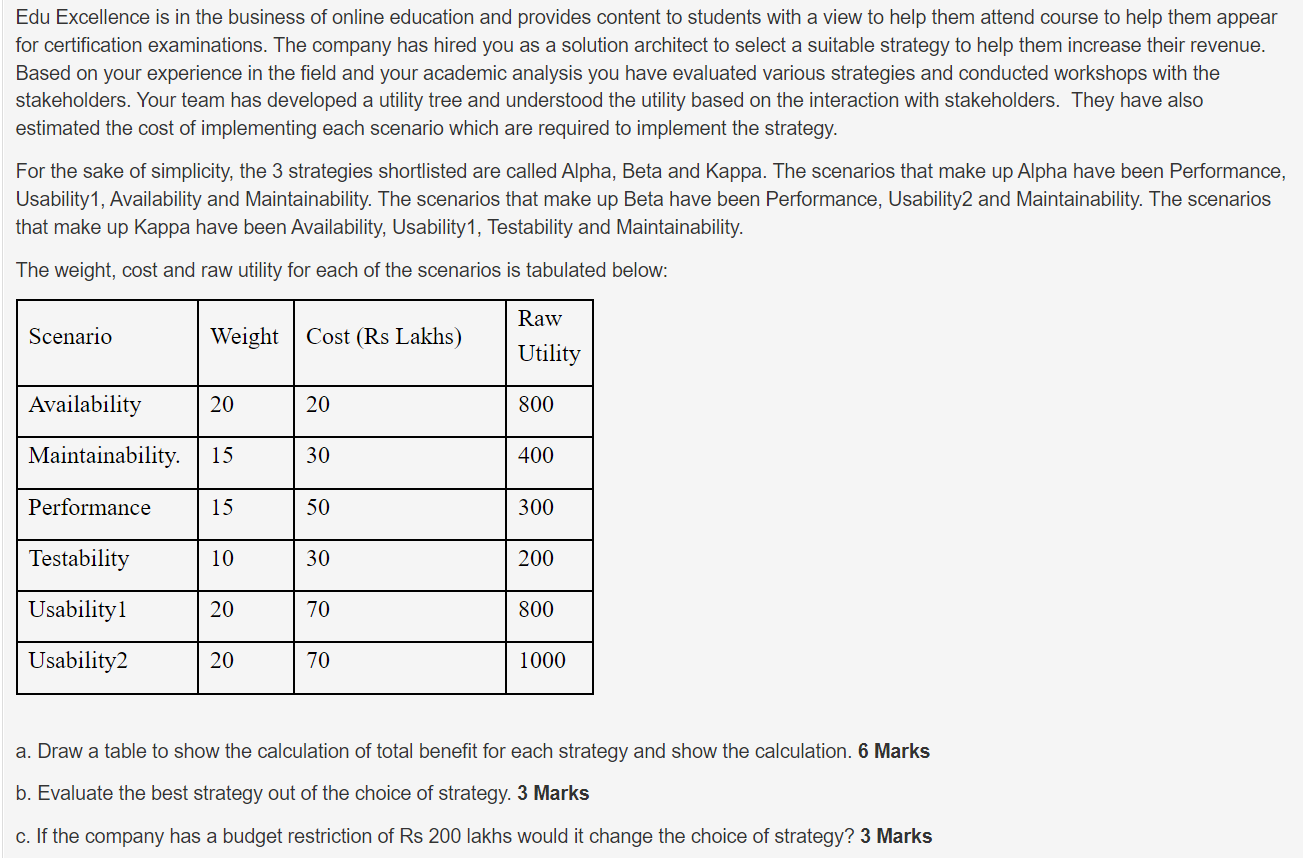 Edu Excellence is in the business of online education and provides content to students with a view to help them attend course to help them appear
for certification examinations. The company has hired you as a solution architect to select a suitable strategy to help them increase their revenue.
Based on your experience in the field and your academic analysis you have evaluated various strategies and conducted workshops with the
stakeholders. Your team has developed a utility tree and understood the utility based on the interaction with stakeholders.  They have also
estimated the cost of implementing each scenario which are required to implement the strategy.
For the sake of simplicity, the 3 strategies shortlisted are called Alpha, Beta and Kappa. The scenarios that make up Alpha have been Performance,
Usability1, Availability and Maintainability. The scenarios that make up Beta have been Performance, Usability2 and Maintainability. The scenarios
that make up Kappa have been Availability, Usability1, Testability and Maintainability.
The weight, cost and raw utility for each of the scenarios is tabulated below:
Scenario Weight Cost (Rs Lakhs) Raw Utility
Availability 20 20 800
Maintainability. 15 30 400
Performance 15 50 300
Testability 10 30 200
Usability1 20 70 800
Usability2 20 70 1000
a. Draw a table to show the calculation of total benefit for each strategy and show the calculation. 6 Marks
b. Evaluate the best strategy out of the choice of strategy. 3 Marks
c. If the company has a budget restriction of Rs 200 lakhs would it change the choice of strategy? 3 Marks